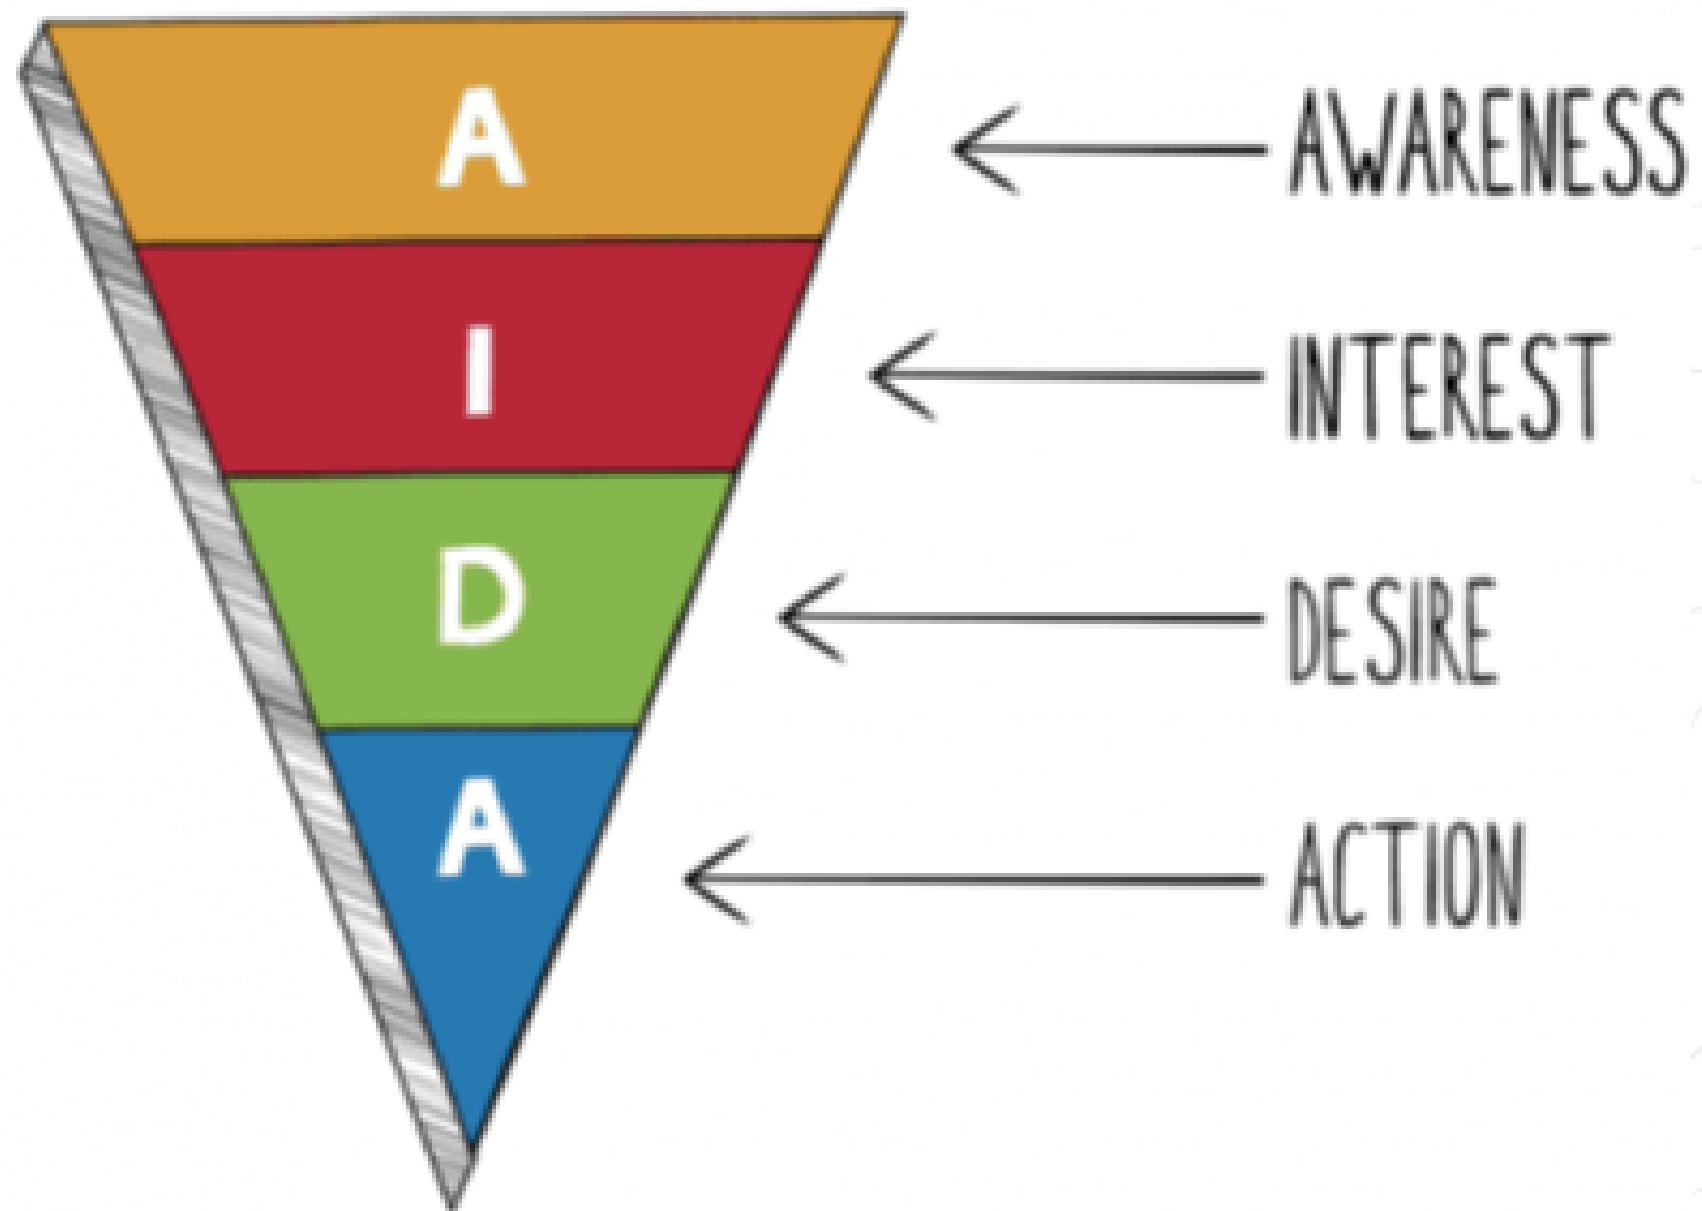 A
AWARENESS
I
INTEREST
D
DESIRE
A
ACTION